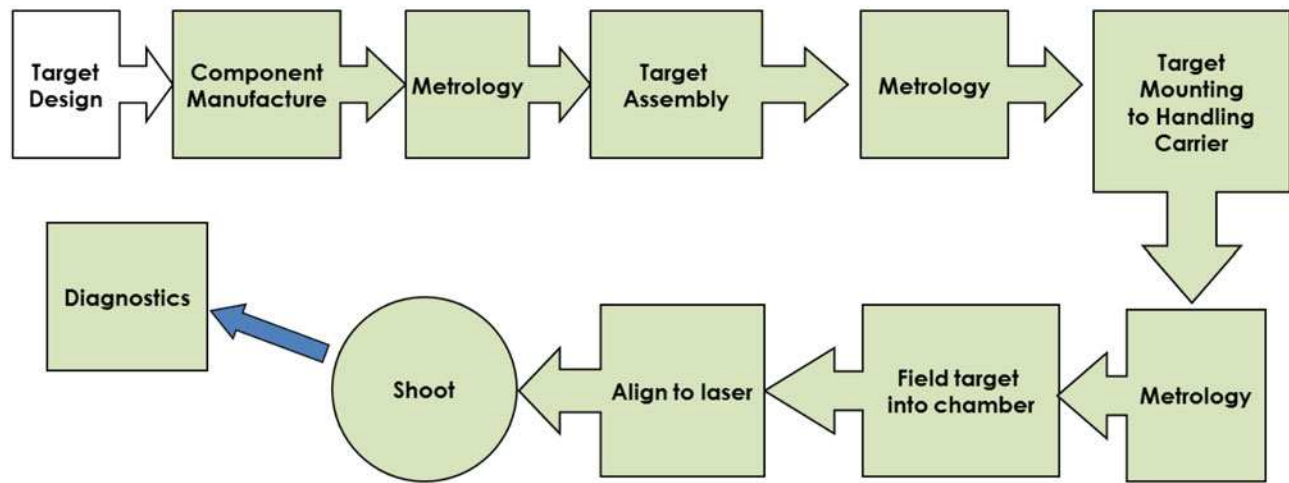 Target
Design
Component
Manufacture
Metrology
Target
Assembly
Metrology
Target
Mounting
to Handling
Carrier
Metrology
Field target
into chamber
Align to laser
Shoot
Diagnostics